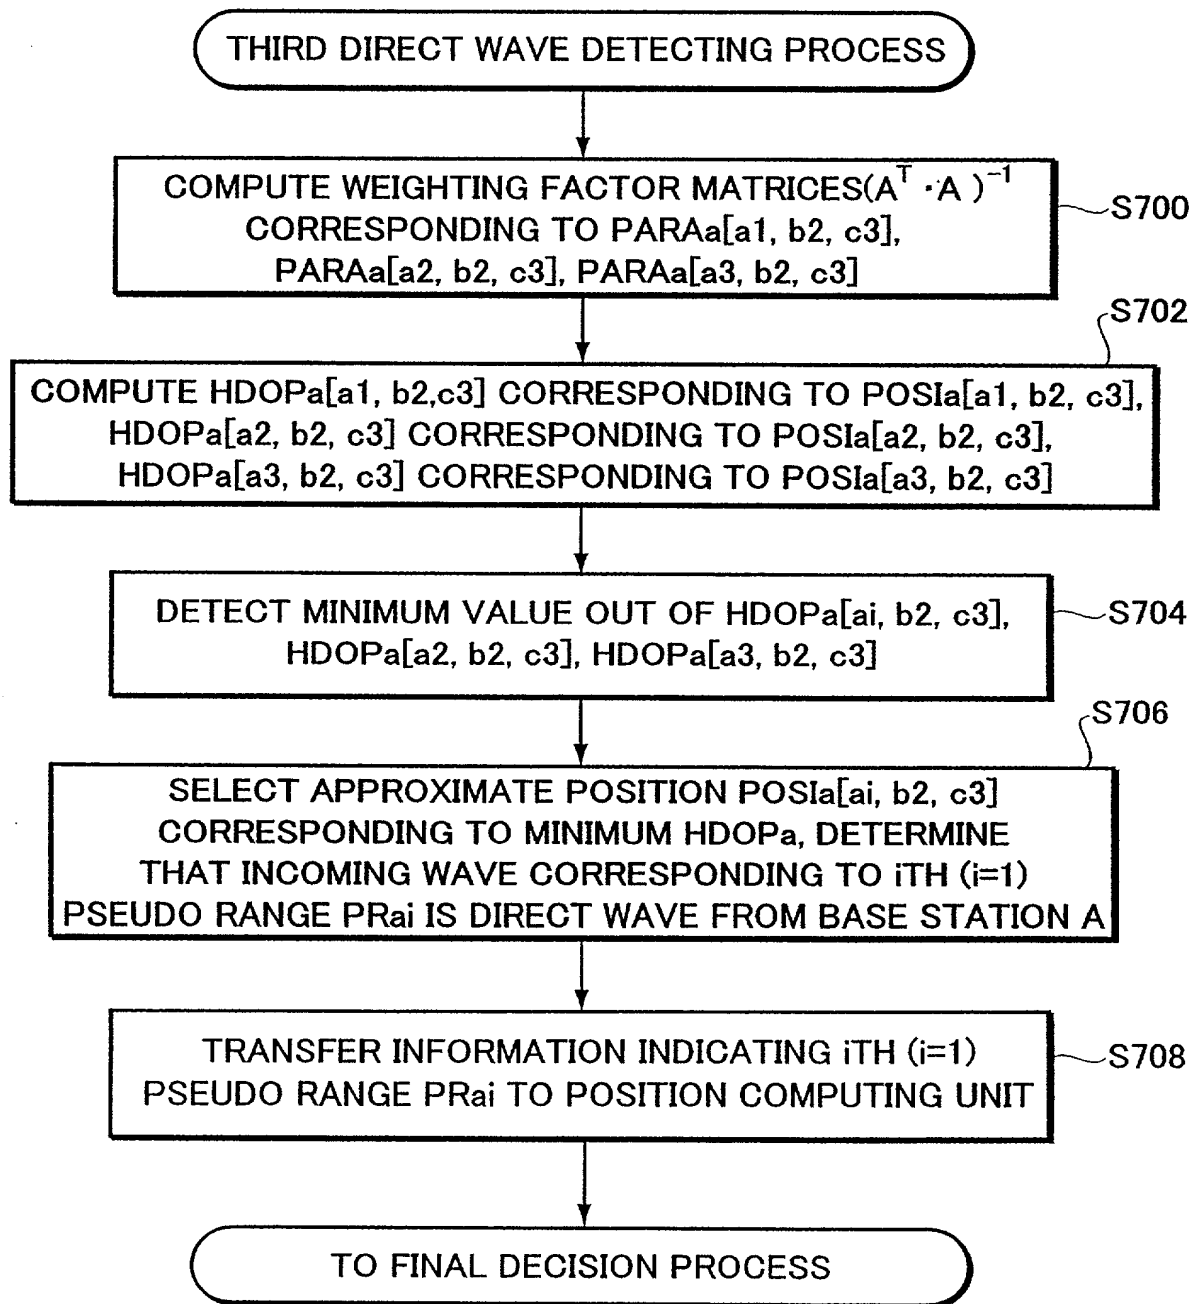 THIRD DIRECT WAVE DETECTING PROCESS
COMPUTE WEIGHTING FACTOR MATRICES(A^T · A )^-1
CORRESPONDING TO PARAa[a1, b2, c3],
PARAa[a2, b2, c3], PARAa[a3, b2, c3]
S700
S702
COMPUTE HDOPa[a1, b2,c3] CORRESPONDING TO POSIa[a1, b2, c3],
HDOPa[a2, b2, c3] CORRESPONDING TO POSIa[a2, b2, c3],
HDOPa[a3, b2, c3] CORRESPONDING TO POSIa[a3, b2, c3]
DETECT MINIMUM VALUE OUT OF HDOPa[ai, b2, c3],
HDOPa[a2, b2, c3], HDOPa[a3, b2, c3]
S704
S706
SELECT APPROXIMATE POSITION POSIa[ai, b2, c3]
CORRESPONDING TO MINIMUM HDOPa, DETERMINE
THAT INCOMING WAVE CORRESPONDING TO iTH (i=1)
PSEUDO RANGE PRai IS DIRECT WAVE FROM BASE STATION A
TRANSFER INFORMATION INDICATING iTH (i=1)
PSEUDO RANGE PRai TO POSITION COMPUTING UNIT
S708
TO FINAL DECISION PROCESS